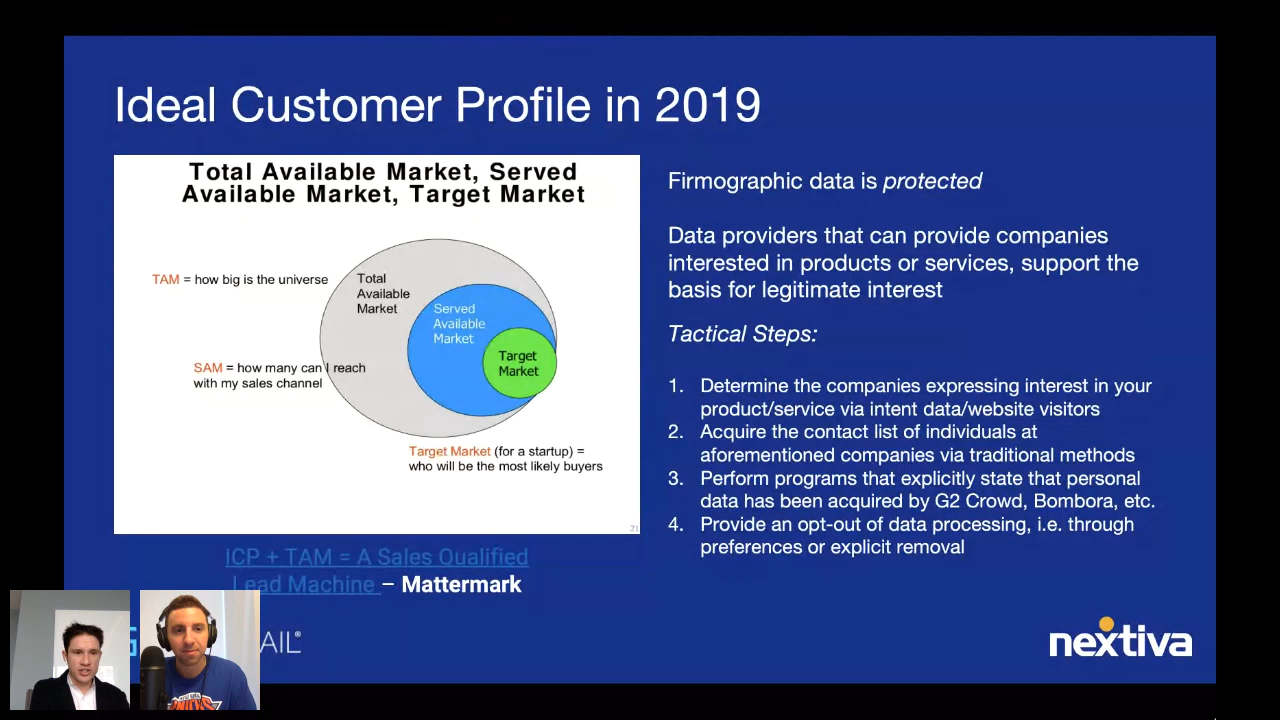 Ideal Customer Profile in 2019
Total Available Market, Served
Available Market, Target Market
TAM = how big is the universe
Total
Available
Market
Served
Available
Market
Target
Market
SAM = how many can I reach
with my sales channel
Target Market (for a startup) =
who will be the most likely buyers
21
ICP + TAM = A Sales Qualified
Lead Machine – Mattermark
Firmographic data is protected
Data providers that can provide companies
interested in products or services, support the
basis for legitimate interest
Tactical Steps:
1. Determine the companies expressing interest in your
product/service via intent data/website visitors
2. Acquire the contact list of individuals at
aforementioned companies via traditional methods
3. Perform programs that explicitly state that personal
data has been acquired by G2 Crowd, Bombora, etc.
4. Provide an opt-out of data processing, i.e. through
preferences or explicit removal
G
AIL®
nextiva